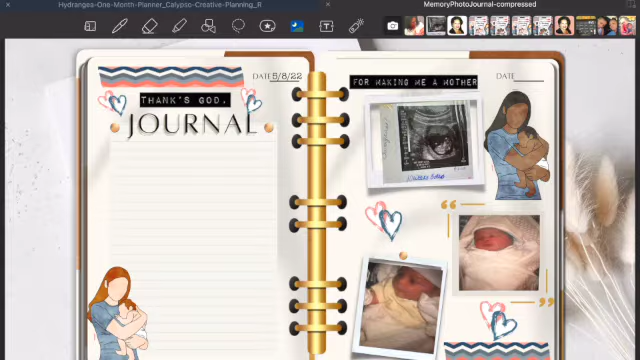 Hydranges-One-Month-Planner_Calypso-Creative-Planning_R
MemoryPhotoJournal-compressed
DATE 5/8/22
THANK'S GOD.
JOURNAL
FOR MAKING ME A MOTHER
DATE